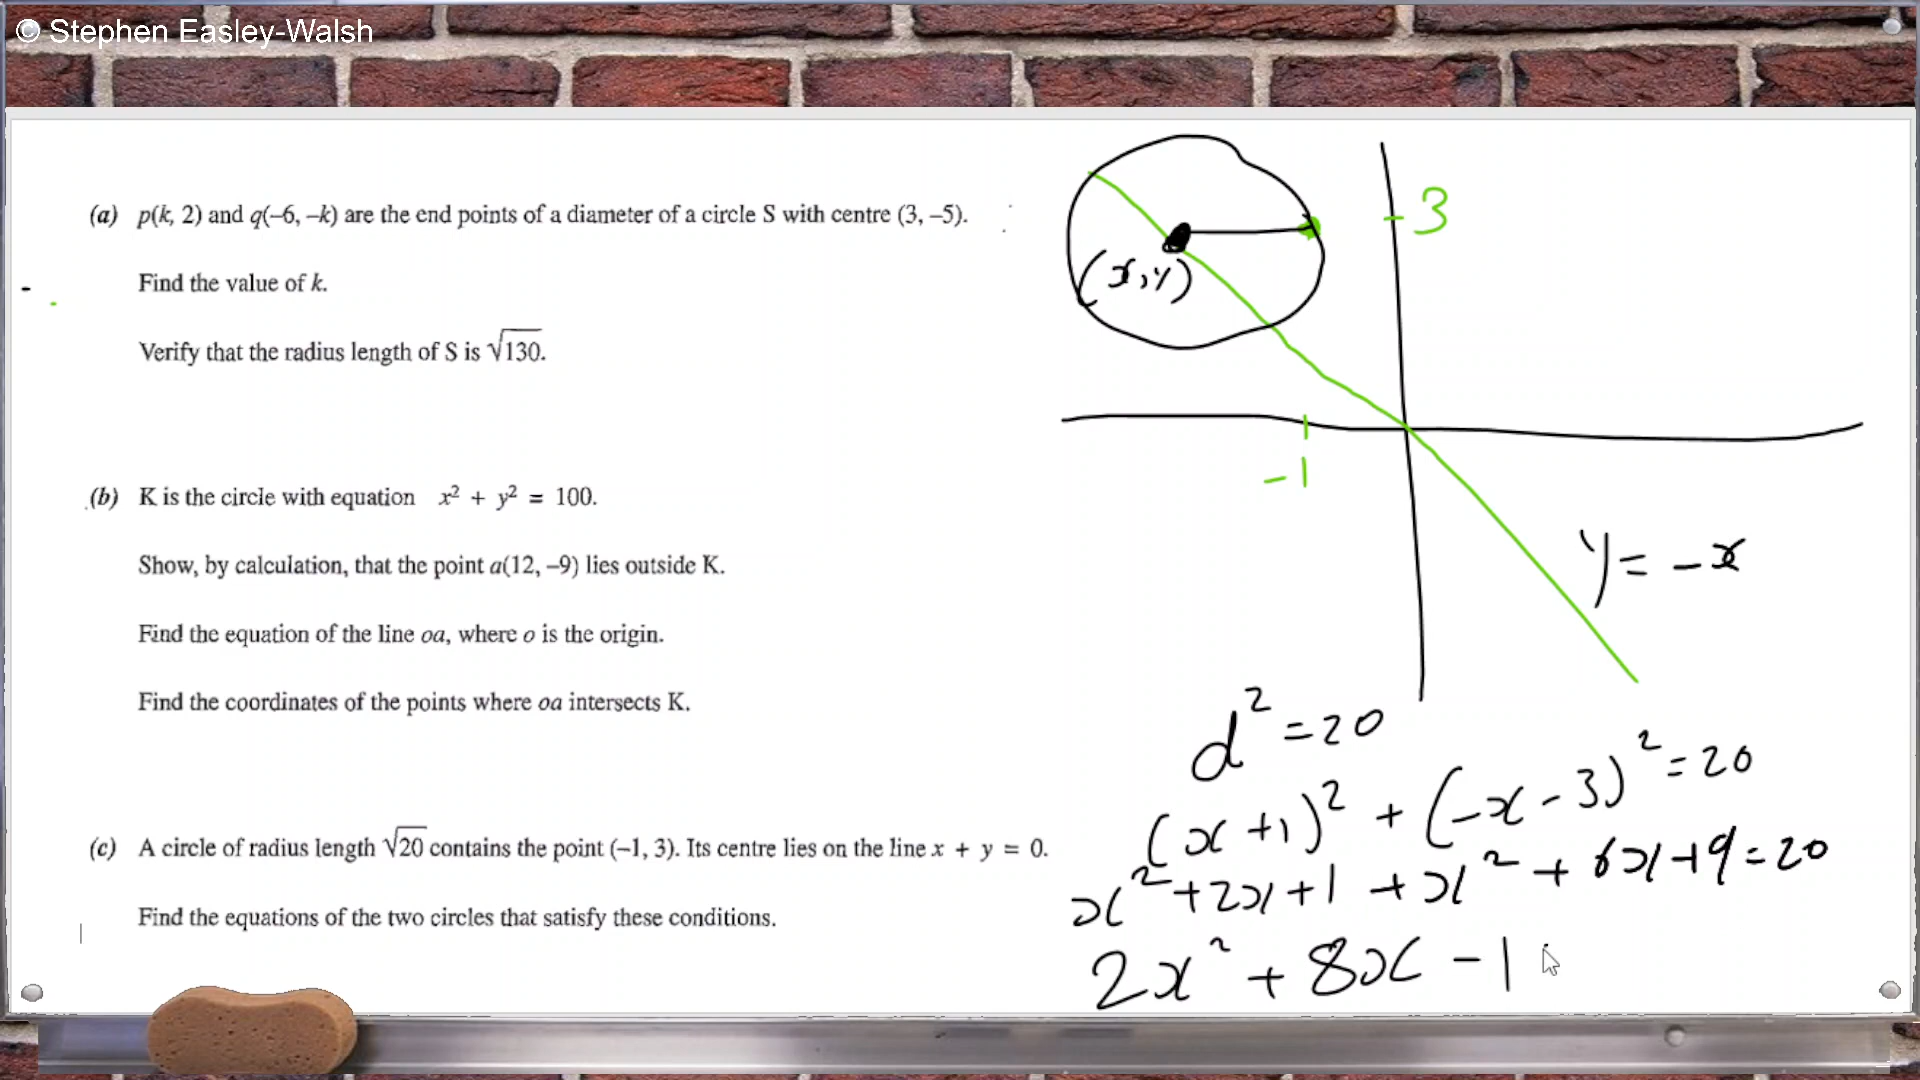 © Stephen Easley-Walsh
(a) p(k, 2) and q(–6, –k) are the end points of a diameter of a circle S with centre (3, –5).
Find the value of k.
Verify that the radius length of S is √130.
(b) K is the circle with equation x² + y² = 100.
Show, by calculation, that the point a(12, –9) lies outside K.
Find the equation of the line oa, where o is the origin.
Find the coordinates of the points where oa intersects K.
(c) A circle of radius length √20 contains the point (–1, 3). Its centre lies on the line x + y = 0.
Find the equations of the two circles that satisfy these conditions.
3
(x,y)
-1
y = -x
d² = 20
(x+1)² + (-x-3)² = 20
x² + 2x + 1 + x² + 6x + 9 = 20
2x² + 8x - 1